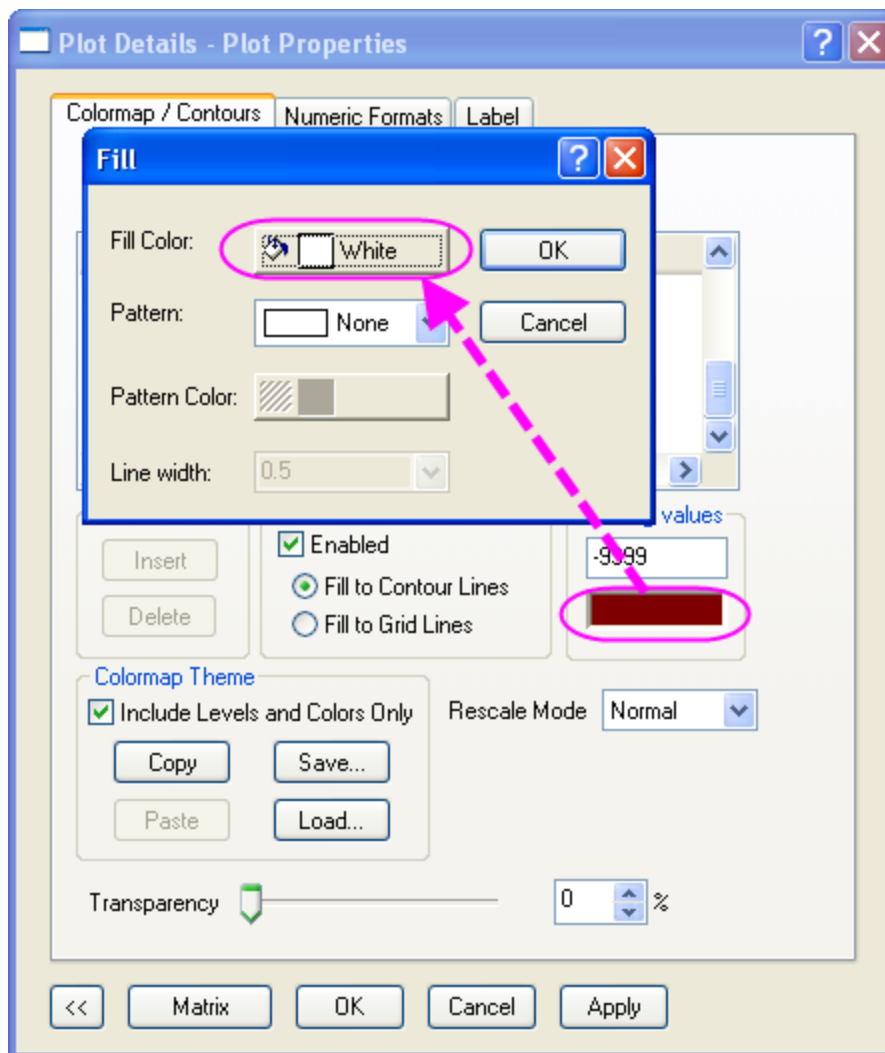 Plot Details - Plot Properties
Colormap / Contours Numeric Formats Label
Fill
Fill Color: White OK
Pattern: None Cancel
Pattern Color:
Line width: 0.5
values
Insert Enabled -9999
Fill to Contour Lines
Delete Fill to Grid Lines
Colormap Theme
Include Levels and Colors Only Rescale Mode Normal
Copy Save...
Paste Load...
Transparency 0 %
<< Matrix OK Cancel Apply